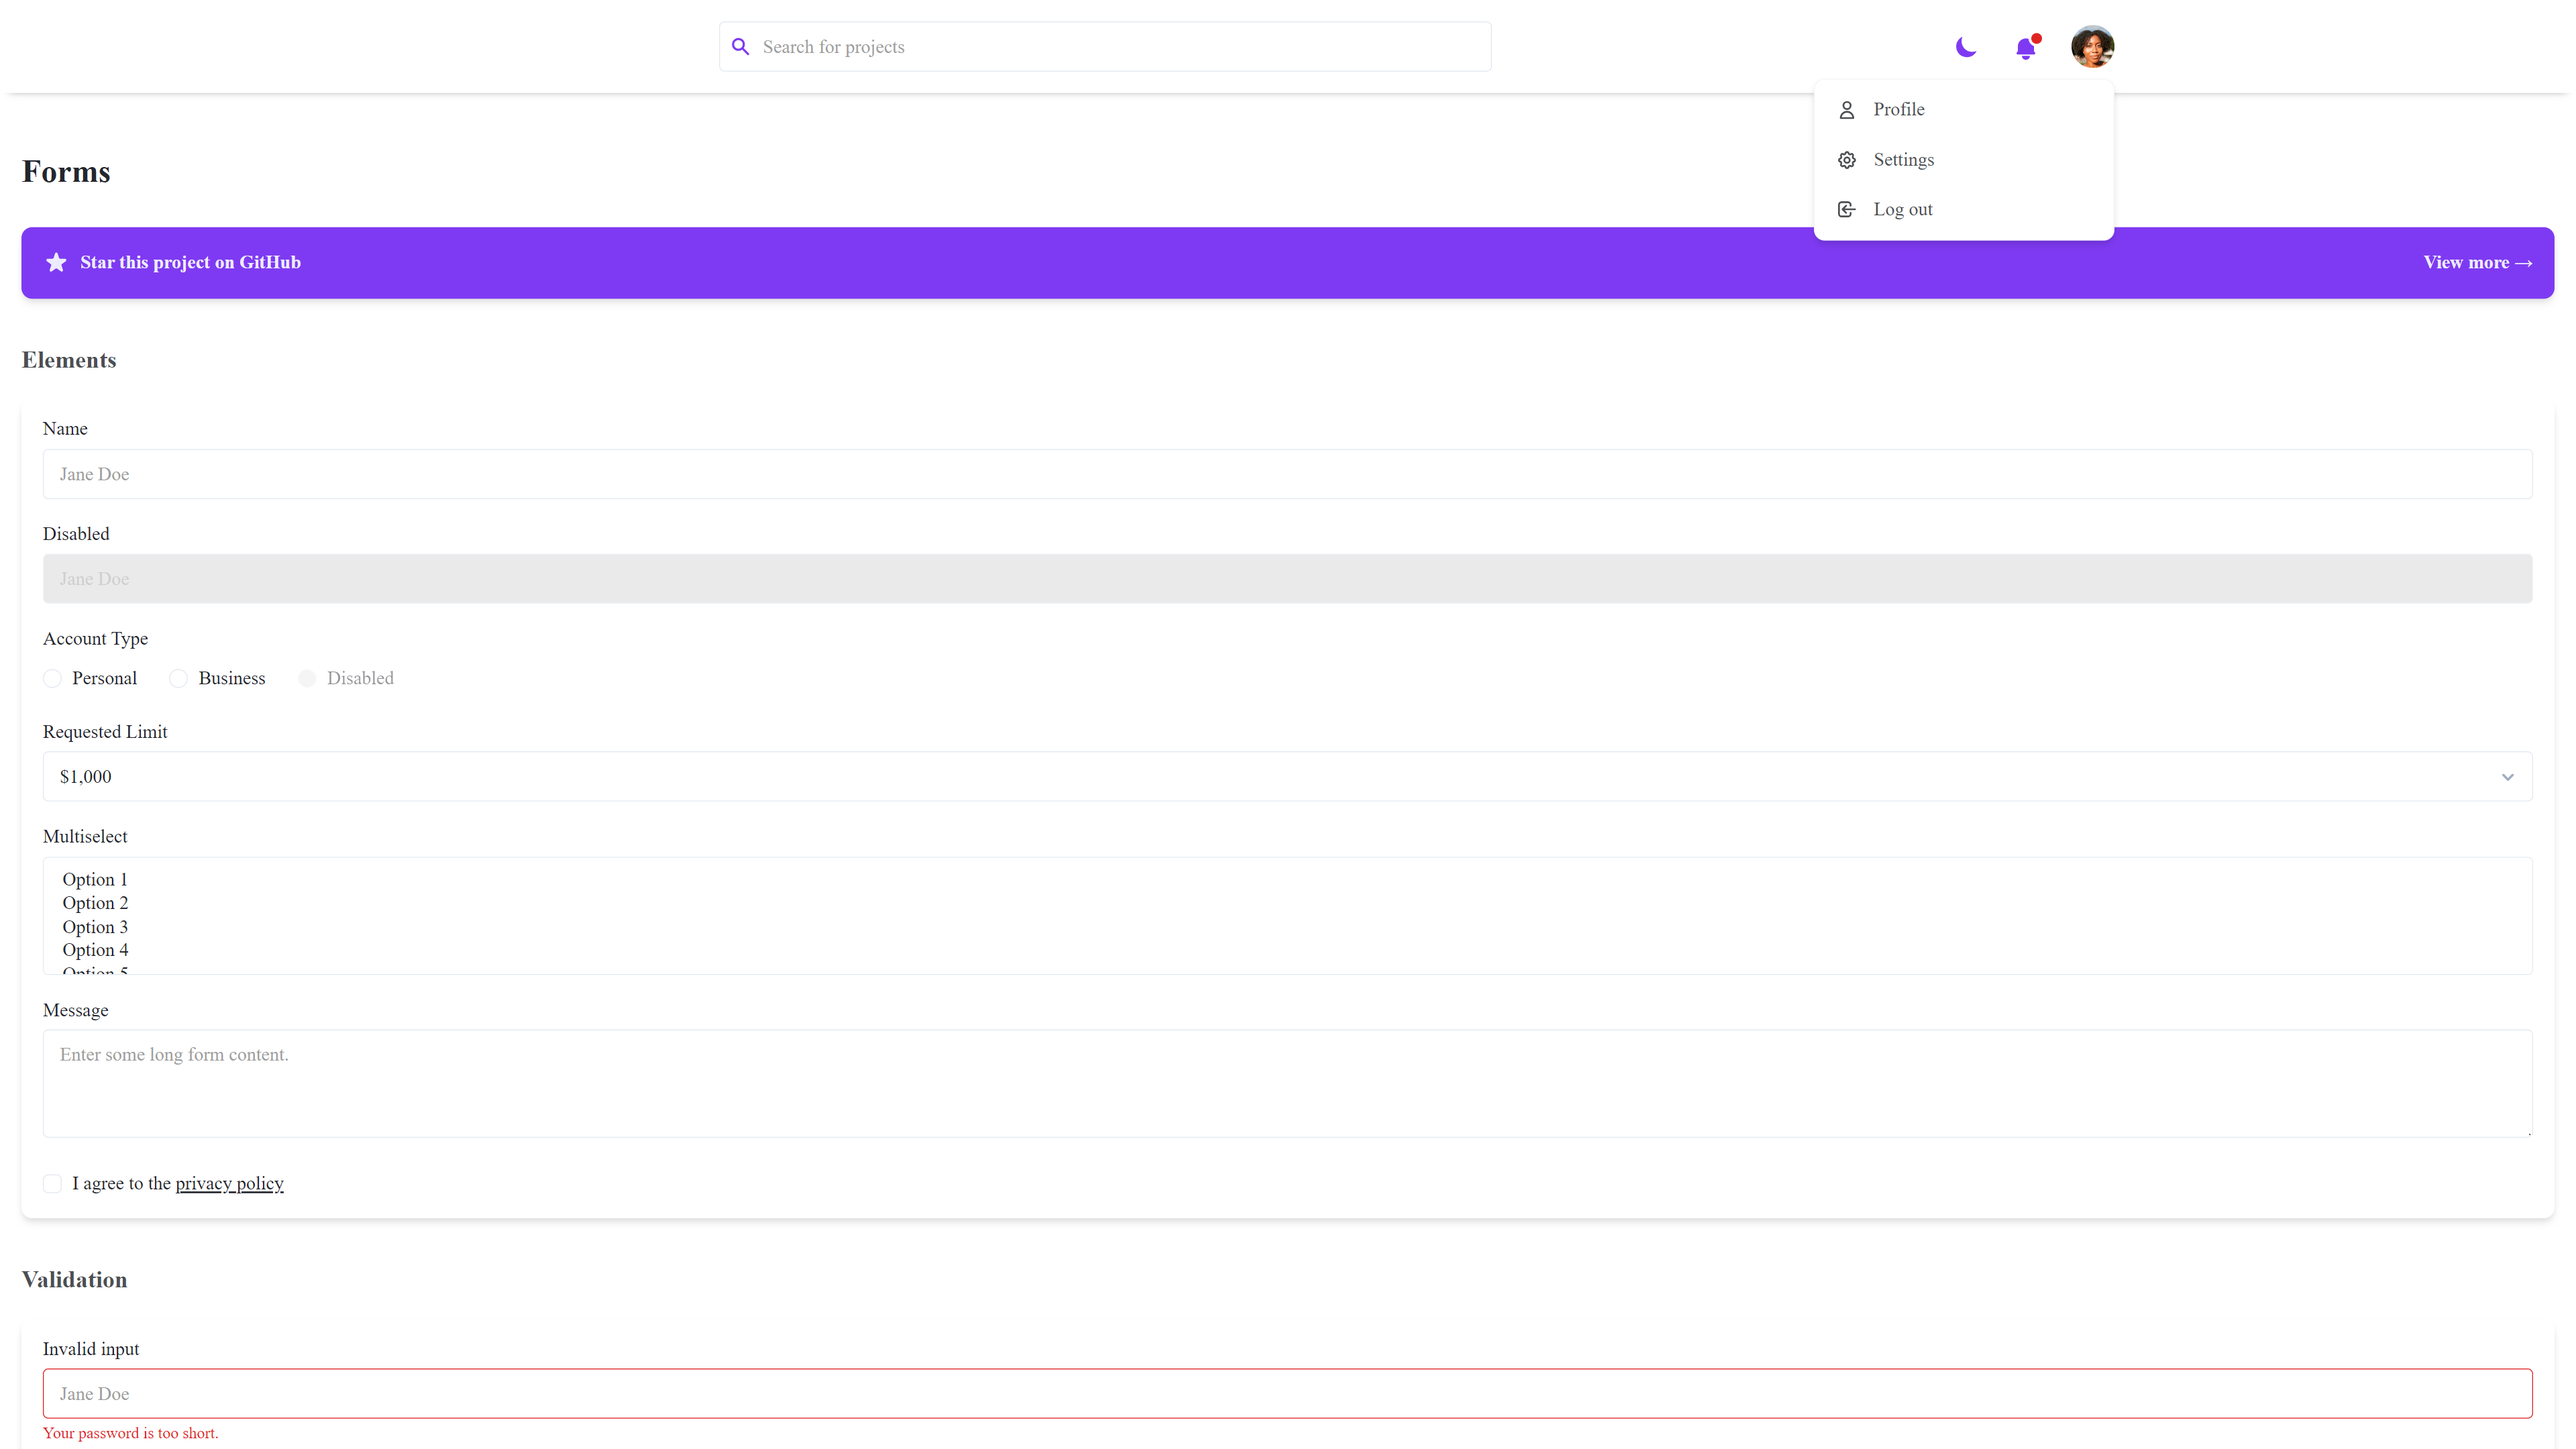 Search for projects
Profile
Settings
Log out
Forms
Star this project on GitHub
View more →
Elements
Name
Jane Doe
Disabled
Jane Doe
Account Type
Personal Business Disabled
Requested Limit
$1,000
Multiselect
Option 1
Option 2
Option 3
Option 4
Option 5
Message
Enter some long form content.
I agree to the privacy policy
Validation
Invalid input
Jane Doe
Your password is too short.